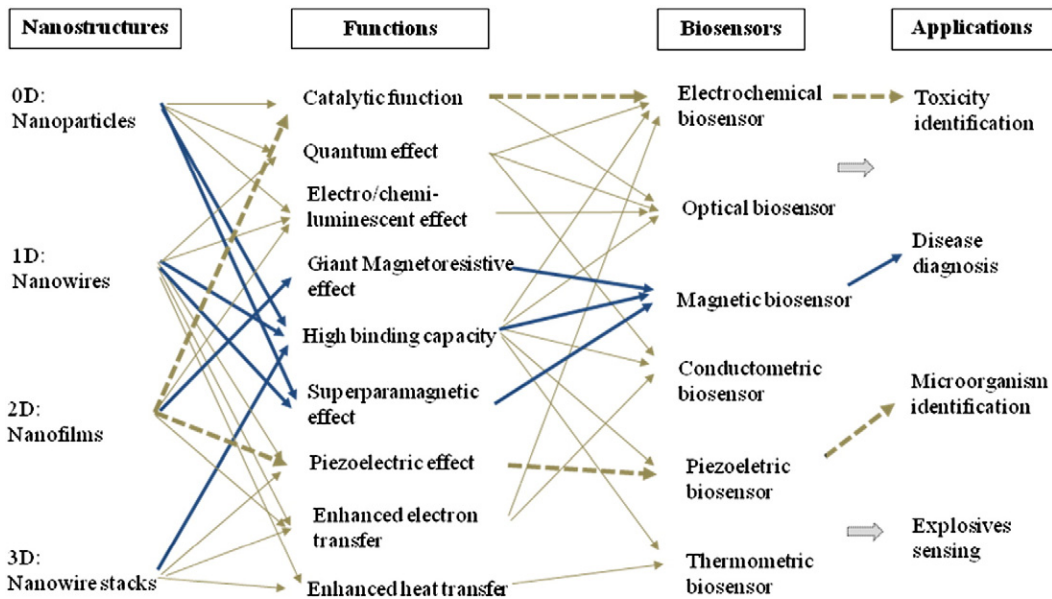 Nanostructures
Functions
Biosensors
Applications
0D:
Nanoparticles
1D:
Nanowires
2D:
Nanofilms
3D:
Nanowire stacks
Catalytic function
Quantum effect
Electro/chemi-
luminescent effect
Giant Magnetoresistive
effect
High binding capacity
Superparamagnetic
effect
Piezoelectric effect
Enhanced electron
transfer
Enhanced heat transfer
Electrochemical
biosensor
Optical biosensor
Magnetic biosensor
Conductometric
biosensor
Piezoeletric
biosensor
Thermometric
biosensor
Toxicity
identification
Disease
diagnosis
Microorganism
identification
Explosives
sensing